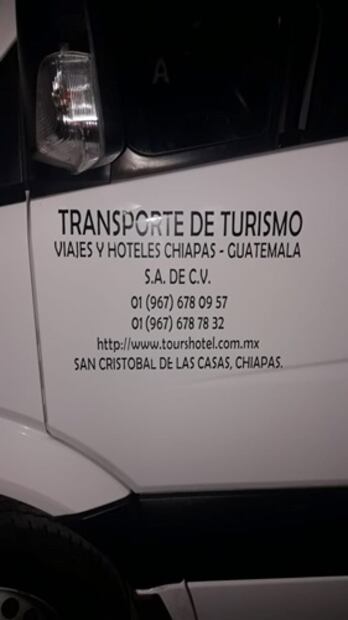 A
TRANSPORTE DE TURISMO
VIAJES Y HOTELES CHIAPAS - GUATEMALA
S.A. DE C.V.
01 (967) 678 09 57
01 (967) 678 78 32
http://www.tourshotel.com.mx
SAN CRISTOBAL DE LAS CASAS, CHIAPAS.